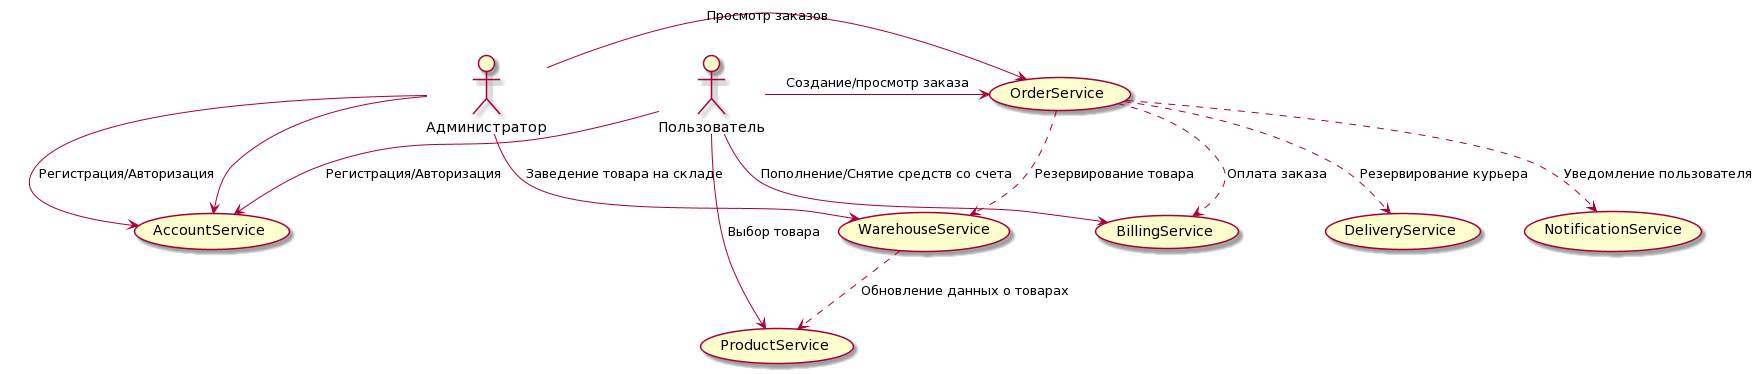 Просмотр заказов
Создание/просмотр заказа
OrderService
Администратор
Пользователь
Регистрация/Авторизация
Регистрация/Авторизация
Заведение товара на складе
Пополнение/Снятие средств со счета
Резервирование товара
Оплата заказа
Резервирование курьера
Уведомление пользователя
AccountService
Выбор товара
WarehouseService
BillingService
DeliveryService
NotificationService
Обновление данных о товарах
ProductService